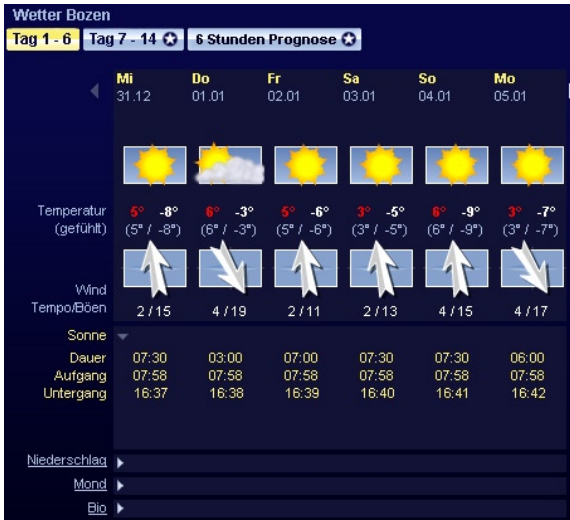 Wetter Bozen
Tag 1 - 6 Tag 7 - 14 6 Stunden Prognose
Mi Do Fr Sa So Mo
31.12 01.01 02.01 03.01 04.01 05.01
Temperatur 5° -8° 6° -3° 5° -6° 3° -5° 6° -9° 3° -7°
(gefühlt) (5° / -8°) (6° / -3°) (5° / -6°) (3° / -5°) (6° / -9°) (3° / -7°)
Wind
Tempo/Böen 2 / 15 4 / 19 2 / 11 2 / 13 4 / 15 4 / 17
Sonne
Dauer 07:30 03:00 07:00 07:30 07:30 06:00
Aufgang 07:58 07:58 07:58 07:58 07:58 07:58
Untergang 16:37 16:38 16:39 16:40 16:41 16:42
Niederschlag
Mond
Bio